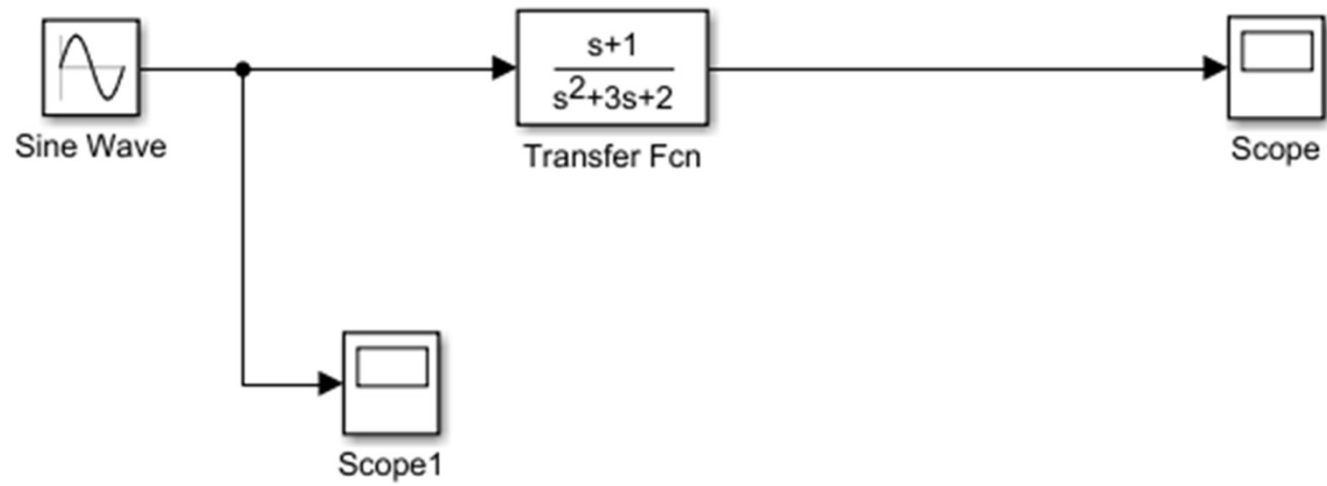 s+1
s²+3s+2
Sine Wave
Transfer Fcn
Scope
Scope1